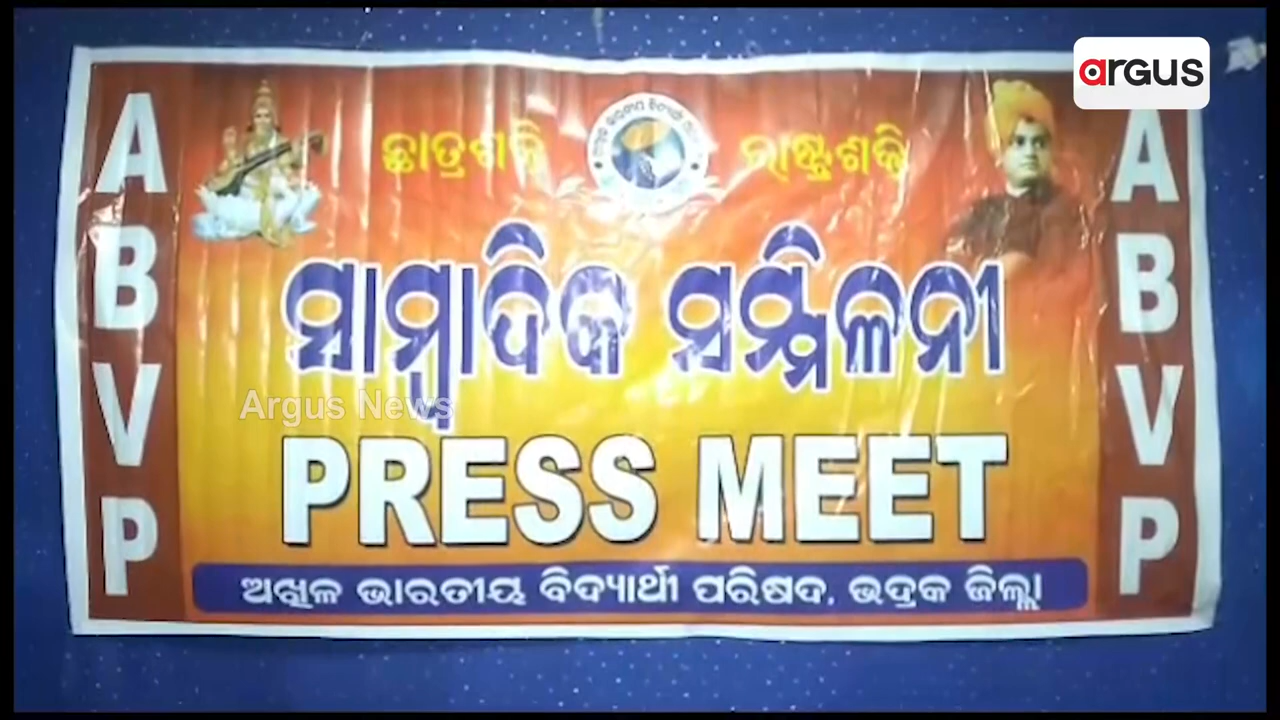 argus
ଛାତ୍ରଶକ୍ତି ରାଷ୍ଟ୍ରଶକ୍ତି
ସାମ୍ବାଦିକ ସମ୍ମିଳନୀ
Argus News
PRESS MEET
ଅଖିଳ ଭାରତୀୟ ବିଦ୍ୟାର୍ଥୀ ପରିଷଦ, ଭଦ୍ରକ ଜିଲ୍ଲା
ABVP
ABVP